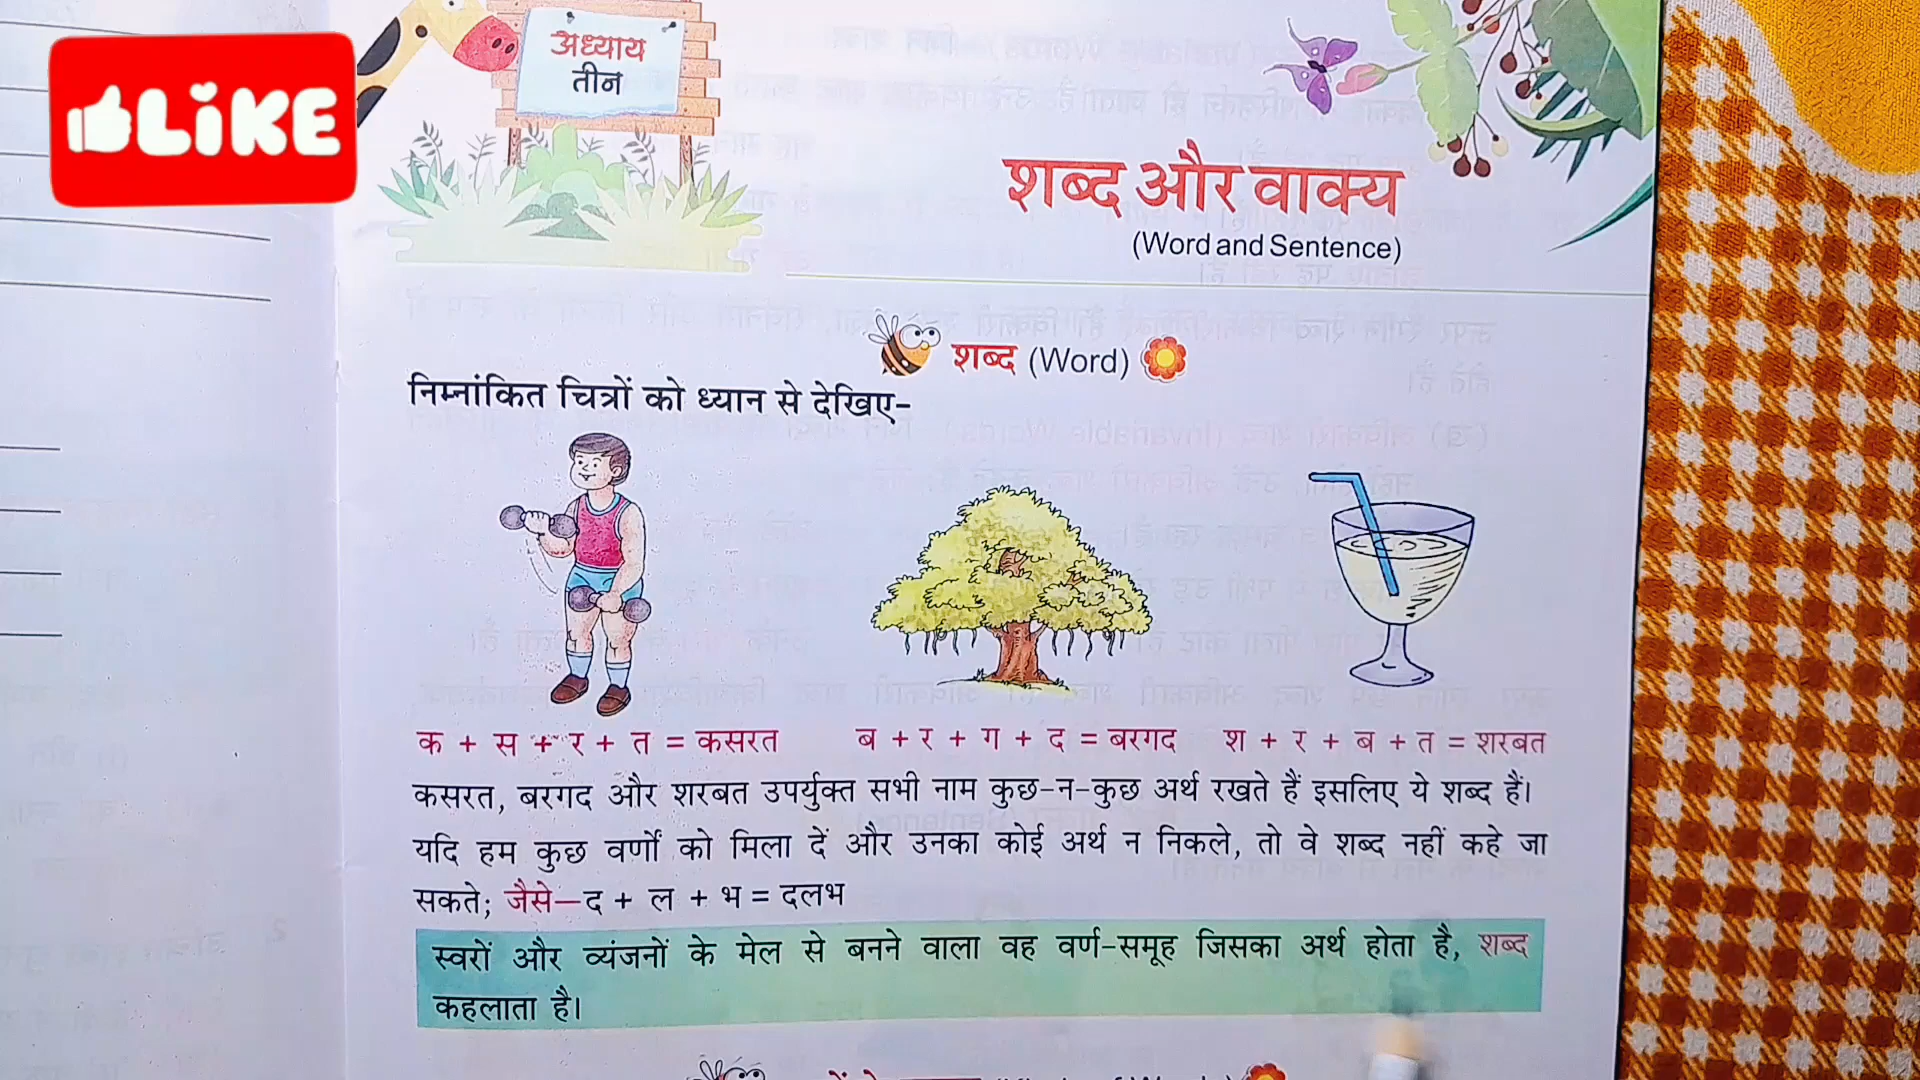 LiKE
अध्याय
तीन
शब्द और वाक्य
(Word and Sentence)
शब्द (Word)
निम्नांकित चित्रों को ध्यान से देखिए-
क + स + र + त = कसरत
ब + र + ग + द = बरगद
श + र + ब + त = शरबत
कसरत, बरगद और शरबत उपर्युक्त सभी नाम कुछ-न-कुछ अर्थ रखते हैं इसलिए ये शब्द हैं।
यदि हम कुछ वर्णों को मिला दें और उनका कोई अर्थ न निकले, तो वे शब्द नहीं कहे जा
सकते; जैसे—द + ल + भ = दलभ
स्वरों और व्यंजनों के मेल से बनने वाला वह वर्ण-समूह जिसका अर्थ होता है, शब्द
कहलाता है।